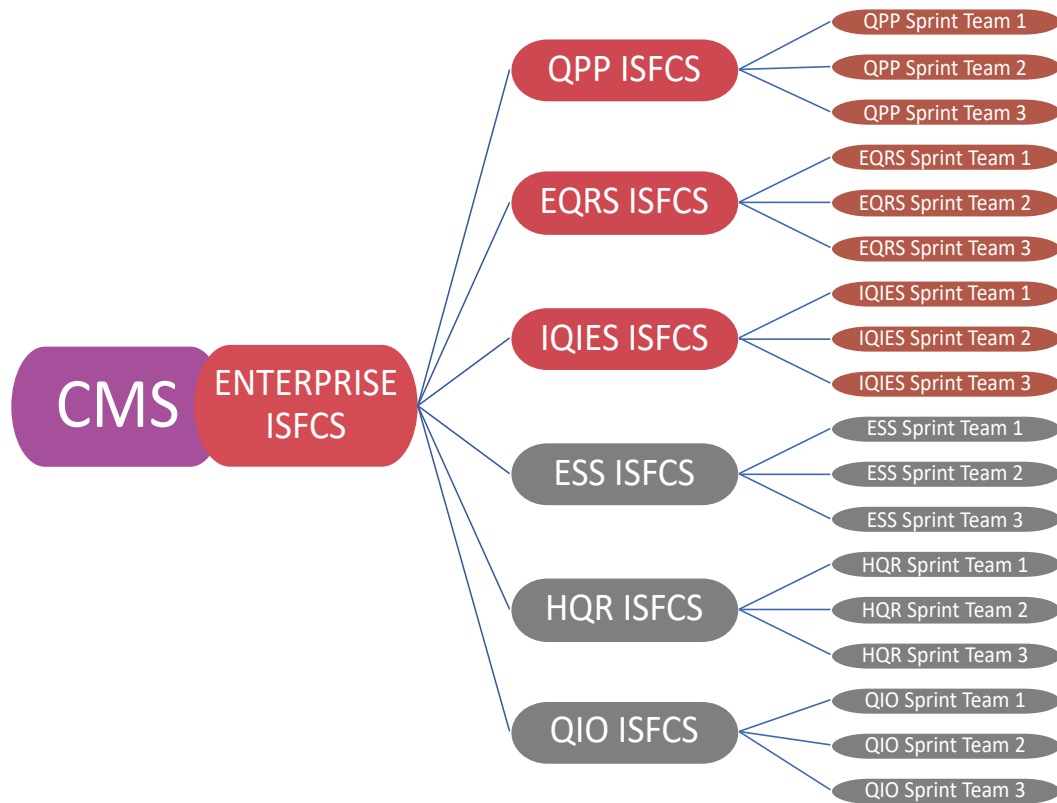 CMS
ENTERPRISE
ISFCS
QPP ISFCS
QPP Sprint Team 1
QPP Sprint Team 2
QPP Sprint Team 3
EQRS ISFCS
EQRS Sprint Team 1
EQRS Sprint Team 2
EQRS Sprint Team 3
IQIES ISFCS
IQIES Sprint Team 1
IQIES Sprint Team 2
IQIES Sprint Team 3
ESS ISFCS
ESS Sprint Team 1
ESS Sprint Team 2
ESS Sprint Team 3
HQR ISFCS
HQR Sprint Team 1
HQR Sprint Team 2
HQR Sprint Team 3
QIO ISFCS
QIO Sprint Team 1
QIO Sprint Team 2
QIO Sprint Team 3